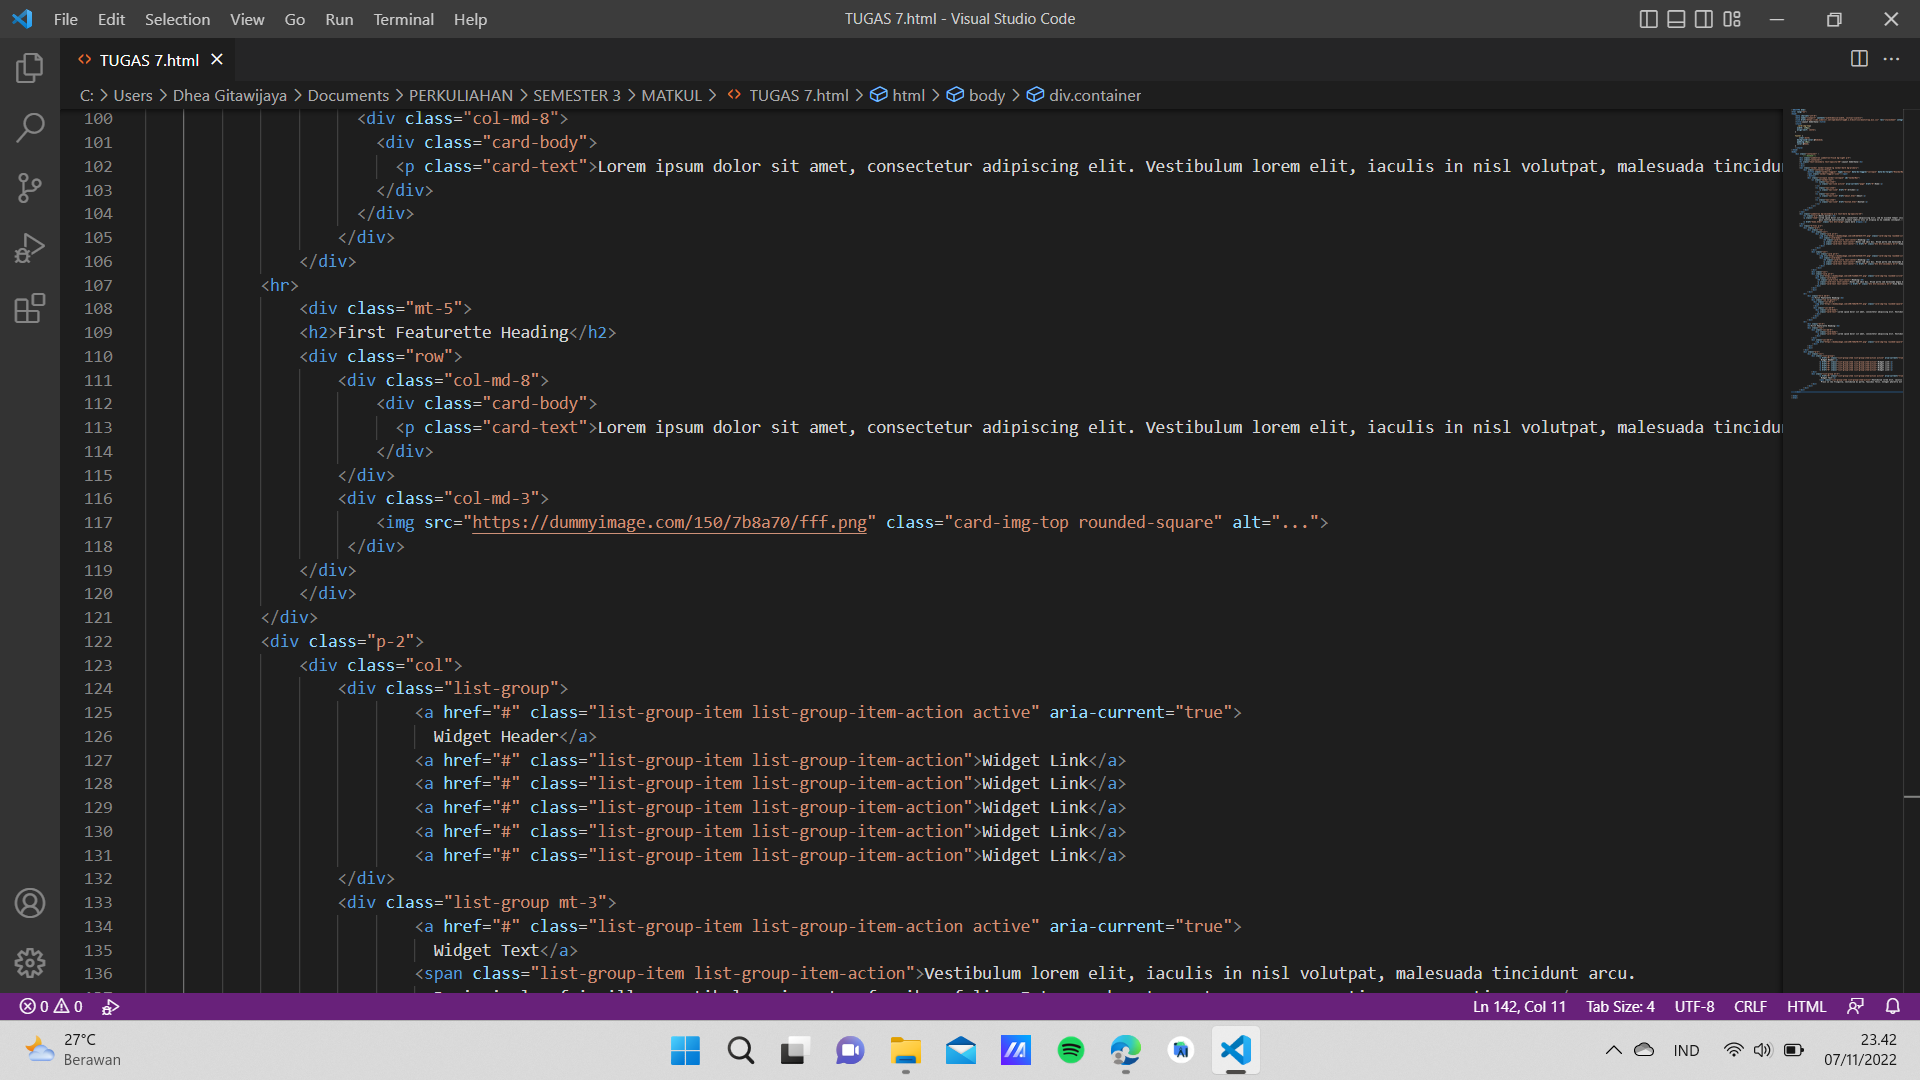 File Edit Selection View Go Run Terminal Help
TUGAS 7.html - Visual Studio Code
TUGAS 7.html
C: > Users > Dhea Gitawijaya > Documents > PERKULIAHAN > SEMESTER 3 > MATKUL > TUGAS 7.html > html > body > div.container
100 <div class="col-md-8">
101 <div class="card-body">
102 <p class="card-text">Lorem ipsum dolor sit amet, consectetur adipiscing elit. Vestibulum lorem elit, iaculis in nisl volutpat, malesuada tincidu
103 </div>
104 </div>
105 </div>
106 </div>
107 <hr>
108 <div class="mt-5">
109 <h2>First Featurette Heading</h2>
110 <div class="row">
111 <div class="col-md-8">
112 <div class="card-body">
113 <p class="card-text">Lorem ipsum dolor sit amet, consectetur adipiscing elit. Vestibulum lorem elit, iaculis in nisl volutpat, malesuada tincidu
114 </div>
115 </div>
116 <div class="col-md-3">
117 <img src="https://dummyimage.com/150/7b8a70/fff.png" class="card-img-top rounded-square" alt="...">
118 </div>
119 </div>
120 </div>
121 </div>
122 <div class="p-2">
123 <div class="col">
124 <div class="list-group">
125 <a href="#" class="list-group-item list-group-item-action active" aria-current="true">
126 Widget Header</a>
127 <a href="#" class="list-group-item list-group-item-action">Widget Link</a>
128 <a href="#" class="list-group-item list-group-item-action">Widget Link</a>
129 <a href="#" class="list-group-item list-group-item-action">Widget Link</a>
130 <a href="#" class="list-group-item list-group-item-action">Widget Link</a>
131 <a href="#" class="list-group-item list-group-item-action">Widget Link</a>
132 </div>
133 <div class="list-group mt-3">
134 <a href="#" class="list-group-item list-group-item-action active" aria-current="true">
135 Widget Text</a>
136 <span class="list-group-item list-group-item-action">Vestibulum lorem elit, iaculis in nisl volutpat, malesuada tincidunt arcu.
0 0
Ln 142, Col 11 Tab Size: 4 UTF-8 CRLF HTML
27°C
Berawan
IND
23.42
07/11/2022